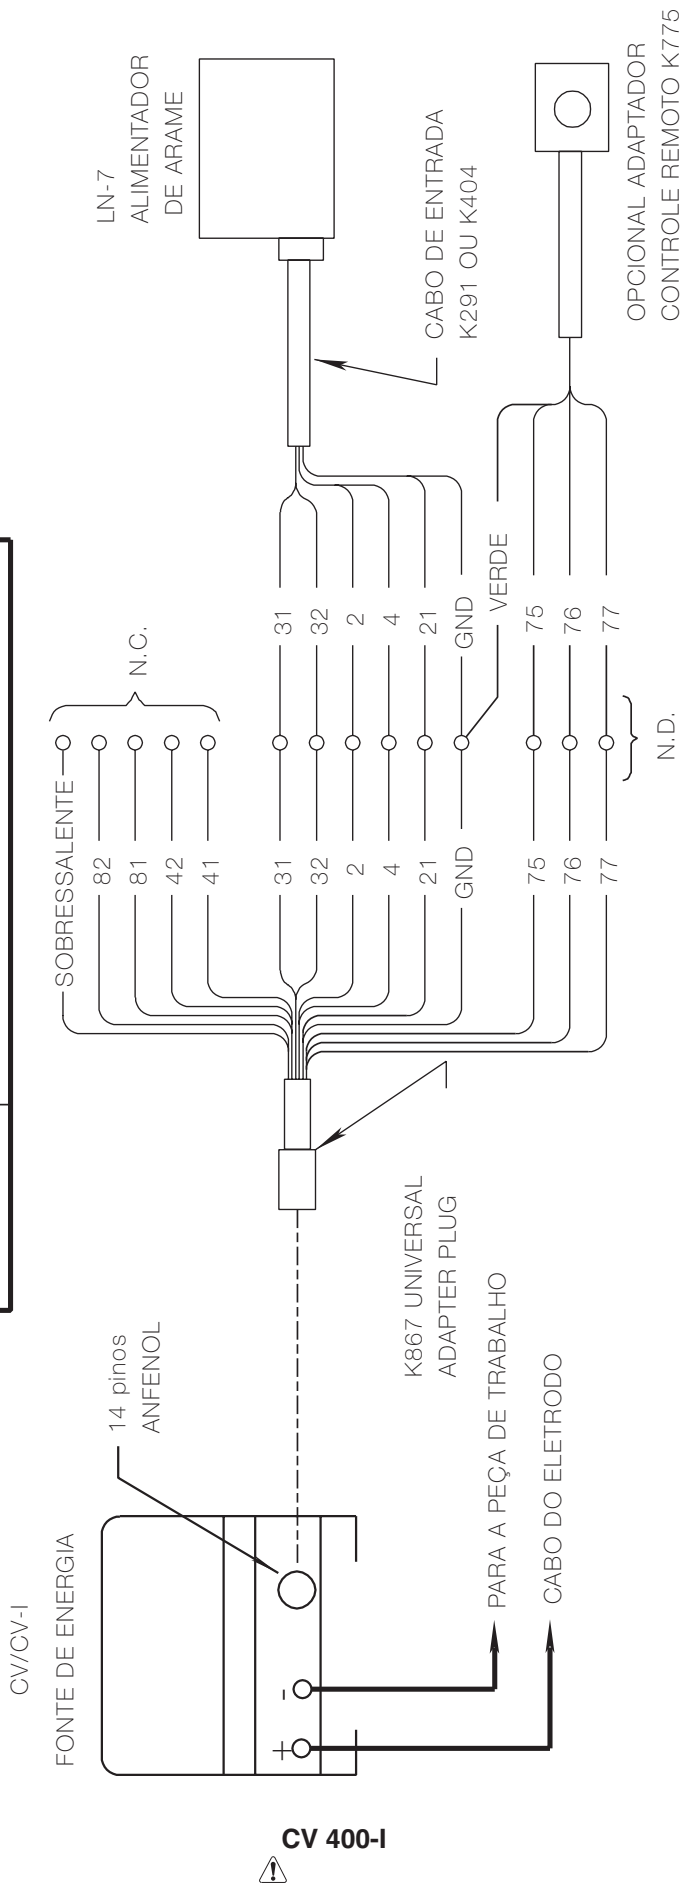 CV/CV-I
FONTE DE ENERGIA
14 pinos
ANFENOL
+
-
PARA A PEÇA DE TRABALHO
CABO DO ELETRODO
K867 UNIVERSAL
ADAPTER PLUG
SOBRESSALENTE
82
81
42
41
31
32
2
4
21
GND
75
76
77
N.C.
31
32
2
4
21
GND
VERDE
75
76
77
N.D.
LN-7
ALIMENTADOR
DE ARAME
CABO DE ENTRADA
K291 OU K404
OPCIONAL ADAPTADOR
CONTROLE REMOTO K775
CV 400-I